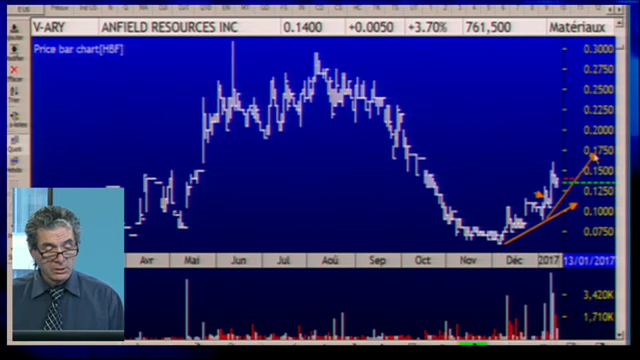 V-ARY ANFIELD RESOURCES INC 0.1400 +0.0050 +3.70% 761,500 Matériaux
Price bar chart[HBF]
0.3000
0.2750
0.2500
0.2250
0.2000
0.1750
0.1500
0.1250
0.1000
0.0750
Avr Mai Jun Jul Aoû Sep Oct Nov Déc 2017 13/01/2017
3,420K
1,710K